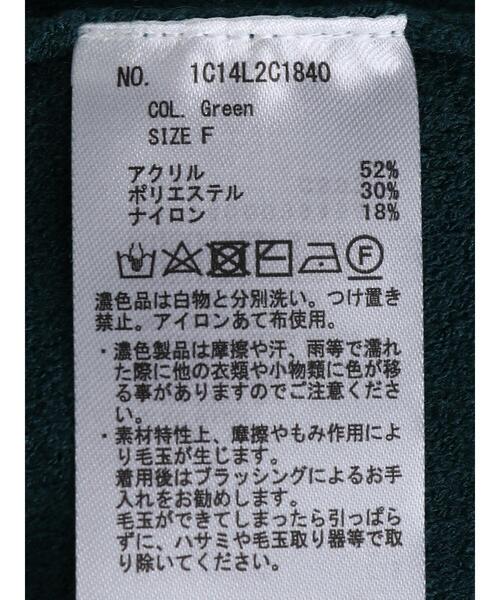 NO. 1C14L2C1840
COL. Green
SIZE F
アクリル 52%
ポリエステル 30%
ナイロン 18%
F
濃色品は白物と分別洗い。つけ置き
禁止。アイロンあて布使用。
・濃色製品は摩擦や汗、雨等で濡れ
た際に他の衣類や小物類に色が移
る事がありますのでご注意くださ
い。
・素材特性上、摩擦やもみ作用によ
り毛玉が生じます。
着用後はブラッシングによるお手
入れをお勧めします。
毛玉ができてしまったら引っぱら
ずに、ハサミや毛玉取り器等で取
り除いてください。